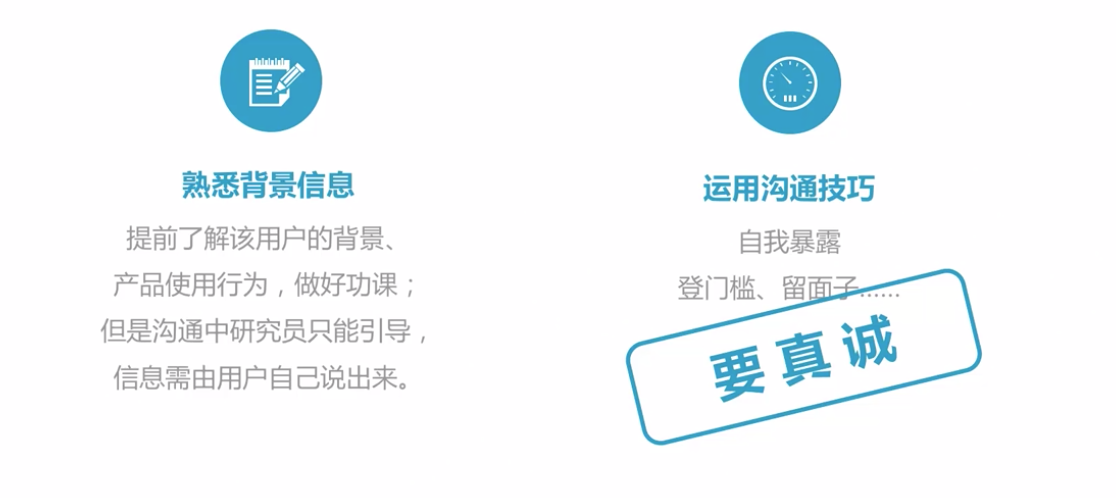 熟悉背景信息
提前了解该用户的背景、
产品使用行为，做好功课；
但是沟通中研究员只能引导，
信息需由用户自己说出来。
运用沟通技巧
自我暴露
登门槛、留面子……
要真诚